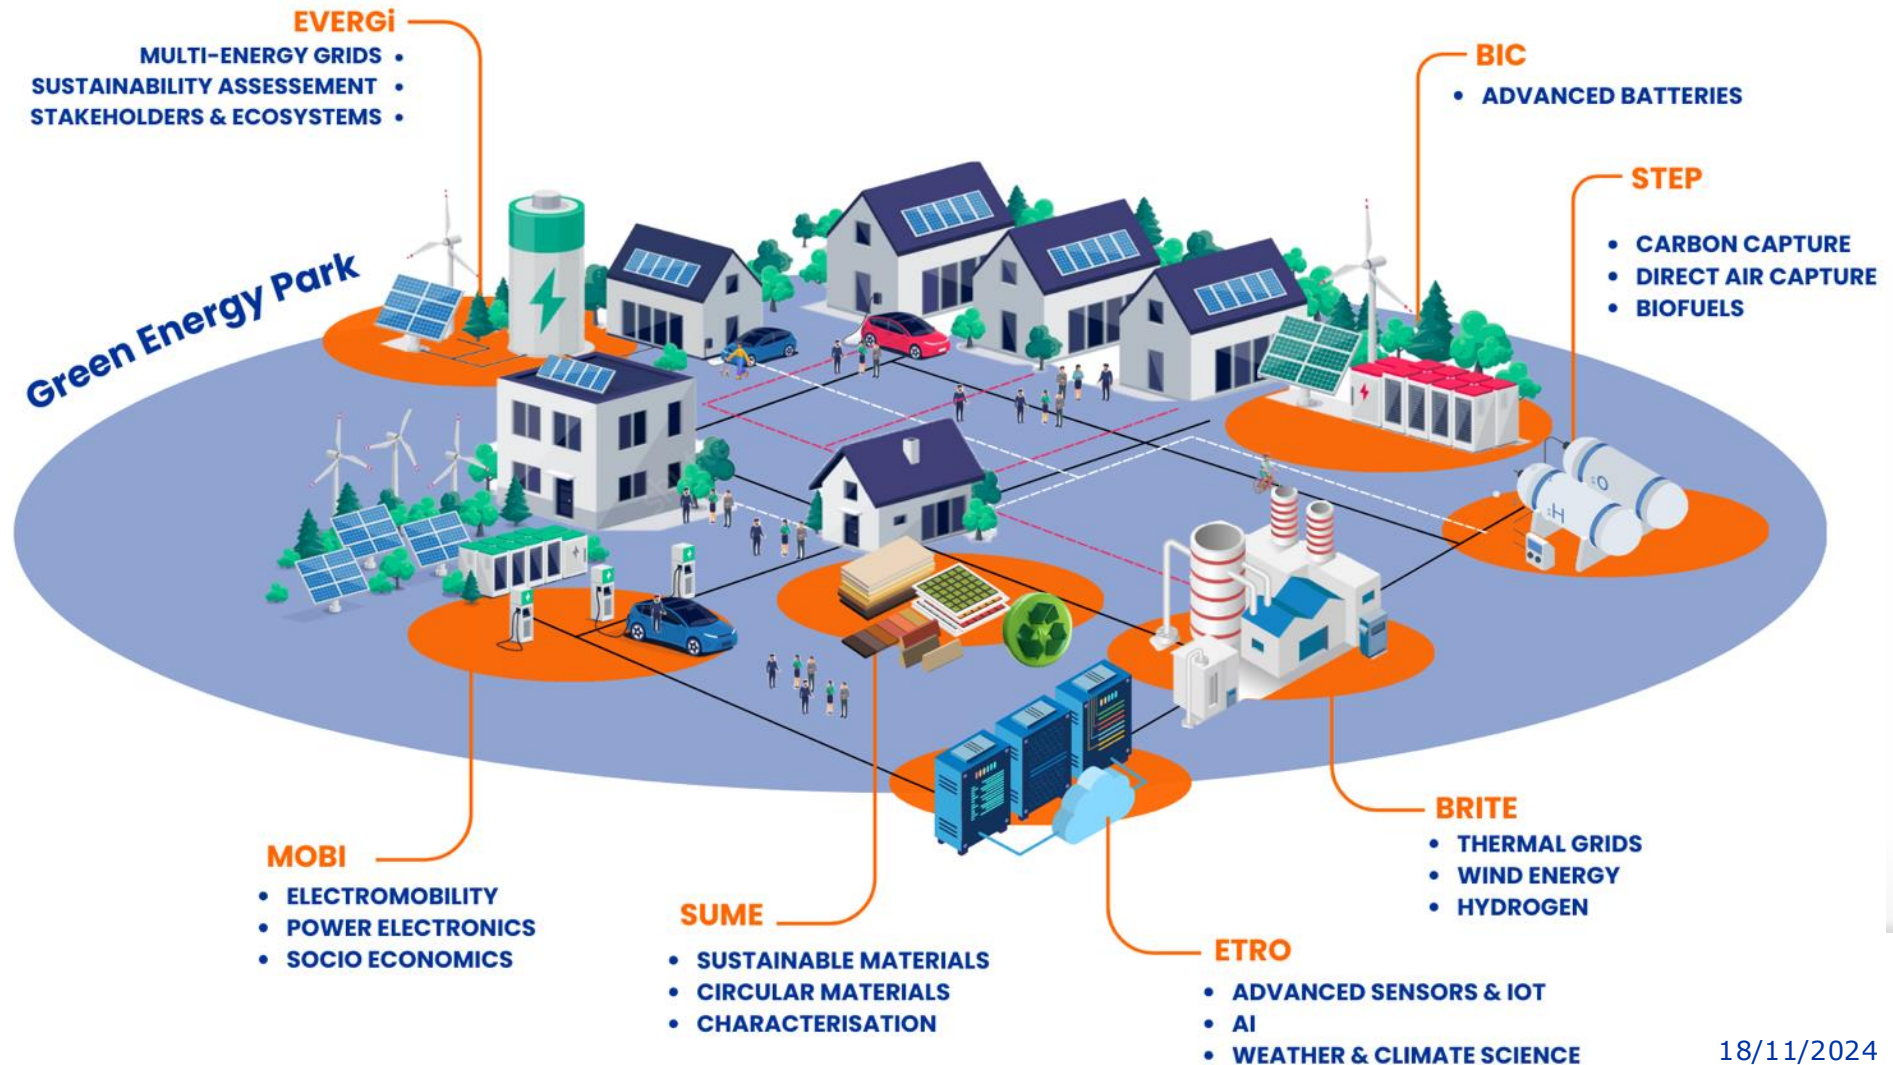 EVERGi
MULTI-ENERGY GRIDS •
SUSTAINABILITY ASSESSEMENT •
STAKEHOLDERS & ECOSYSTEMS •
BIC
• ADVANCED BATTERIES
STEP
• CARBON CAPTURE
• DIRECT AIR CAPTURE
• BIOFUELS
Green Energy Park
:O
:H
MOBI
• ELECTROMOBILITY
• POWER ELECTRONICS
• SOCIO ECONOMICS
SUME
• SUSTAINABLE MATERIALS
• CIRCULAR MATERIALS
• CHARACTERISATION
BRITE
• THERMAL GRIDS
• WIND ENERGY
• HYDROGEN
ETRO
• ADVANCED SENSORS & IOT
• AI
• WEATHER & CLIMATE SCIENCE
18/11/2024